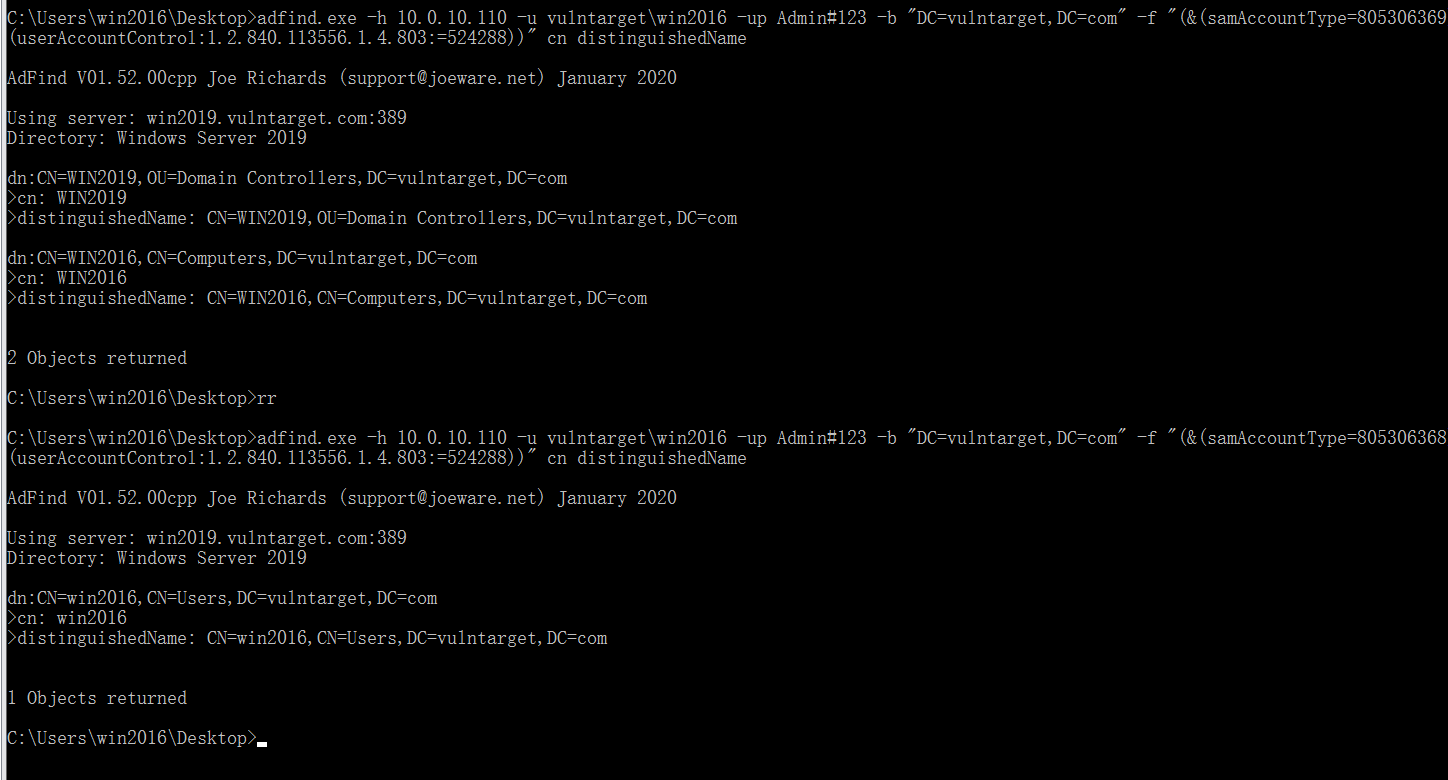 C:\Users\win2016\Desktop>adfind.exe -h 10.0.10.110 -u vulntarget\win2016 -up Admin#123 -b "DC=vulntarget,DC=com" -f "(&(samAccountType=805306369
(userAccountControl:1.2.840.113556.1.4.803:=524288))" cn distinguishedName
AdFind V01.52.00cpp Joe Richards (support@joeware.net) January 2020
Using server: win2019.vulntarget.com:389
Directory: Windows Server 2019
dn:CN=WIN2019,OU=Domain Controllers,DC=vulntarget,DC=com
>cn: WIN2019
>distinguishedName: CN=WIN2019,OU=Domain Controllers,DC=vulntarget,DC=com
dn:CN=WIN2016,CN=Computers,DC=vulntarget,DC=com
>cn: WIN2016
>distinguishedName: CN=WIN2016,CN=Computers,DC=vulntarget,DC=com
2 Objects returned
C:\Users\win2016\Desktop>rr
C:\Users\win2016\Desktop>adfind.exe -h 10.0.10.110 -u vulntarget\win2016 -up Admin#123 -b "DC=vulntarget,DC=com" -f "(&(samAccountType=805306368
(userAccountControl:1.2.840.113556.1.4.803:=524288))" cn distinguishedName
AdFind V01.52.00cpp Joe Richards (support@joeware.net) January 2020
Using server: win2019.vulntarget.com:389
Directory: Windows Server 2019
dn:CN=win2016,CN=Users,DC=vulntarget,DC=com
>cn: win2016
>distinguishedName: CN=win2016,CN=Users,DC=vulntarget,DC=com
1 Objects returned
C:\Users\win2016\Desktop>